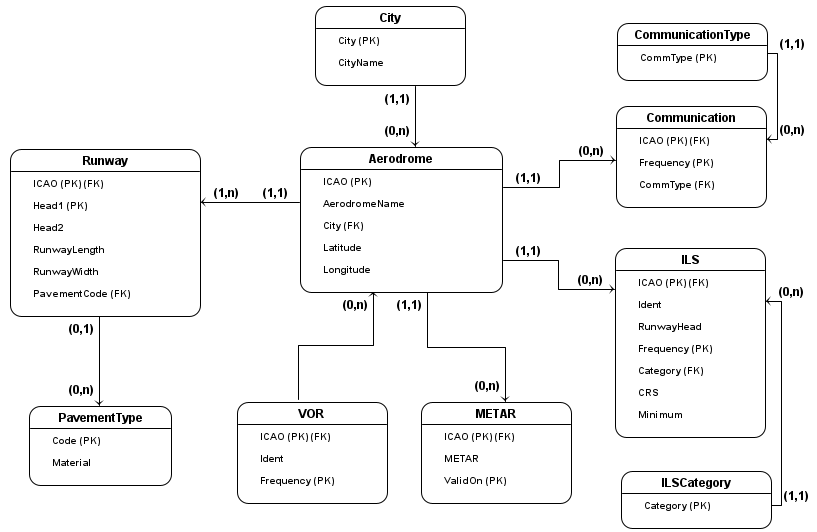 City
City (PK)
CityName
(1,1)
(0,n)
CommunicationType
CommType (PK)
(1,1)
(0,n)
Communication
ICAO (PK)(FK)
Frequency (PK)
CommType (FK)
Runway
ICAO (PK)(FK)
Head1 (PK)
Head2
RunwayLength
RunwayWidth
PavementCode (FK)
(1,n)
(1,1)
Aerodrome
ICAO (PK)
AerodromeName
City (FK)
Latitude
Longitude
(1,1)
(0,n)
(1,1)
(0,n)
ILS
ICAO (PK)(FK)
Ident
RunwayHead
Frequency (PK)
Category (FK)
CRS
Minimum
(0,n)
(0,1)
(0,n)
PavementType
Code (PK)
Material
(0,n)
(1,1)
VOR
ICAO (PK)(FK)
Ident
Frequency (PK)
(0,n)
METAR
ICAO (PK)(FK)
METAR
ValidOn (PK)
ILSCategory
Category (PK)
(1,1)